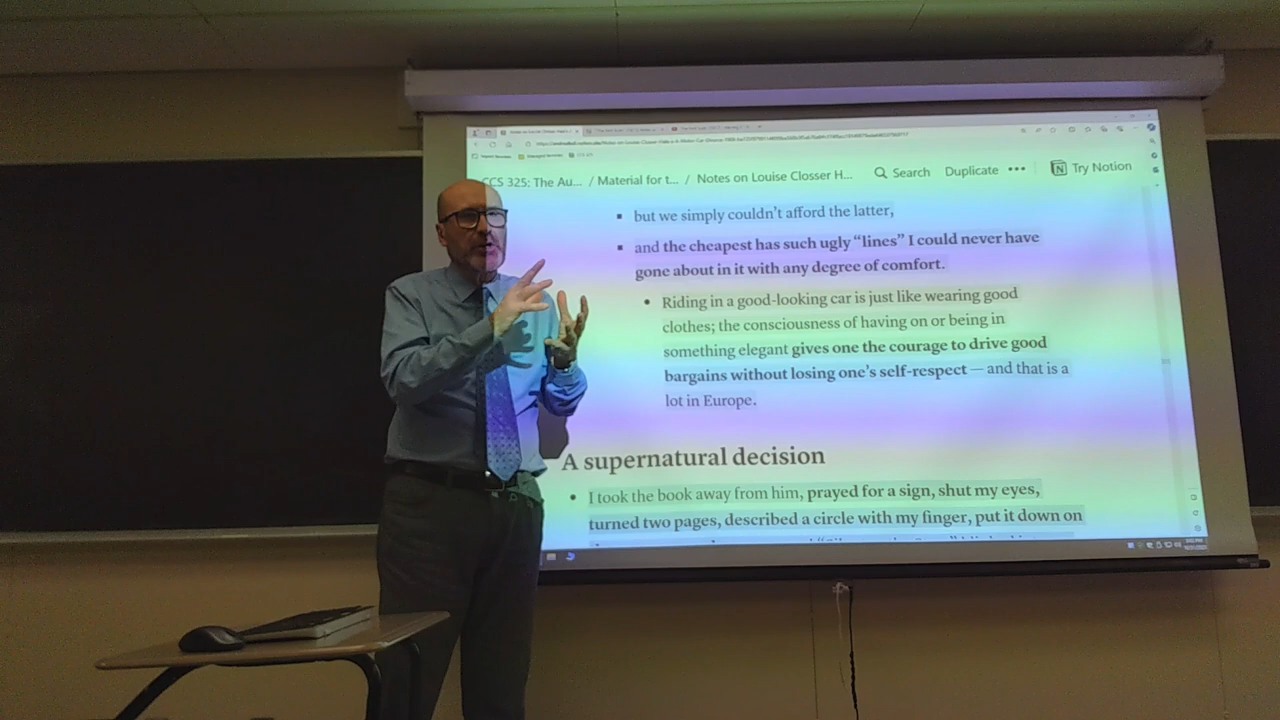 CCS 325: The Au... / Material for t... / Notes on Louise Closser H... Search Duplicate ••• Try Notion
▪ but we simply couldn't afford the latter,
▪ and the cheapest has such ugly “lines” I could never have
gone about in it with any degree of comfort.
• Riding in a good-looking car is just like wearing good
clothes; the consciousness of having on or being in
something elegant gives one the courage to drive good
bargains without losing one's self-respect — and that is a
lot in Europe.
A supernatural decision
• I took the book away from him, prayed for a sign, shut my eyes,
turned two pages, described a circle with my finger, put it down on